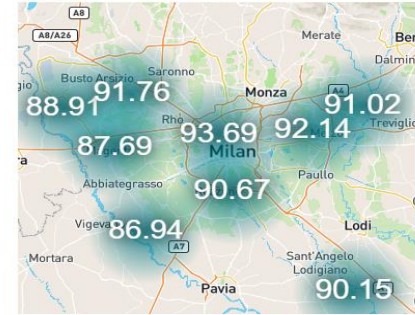 A8
A8/A26
Merate
Ber
Dalmin
Saronno
Busto Arsizio
91.76
Monza
A4
91.02
88.91
Rho
93.69
92.14
Treviglio
87.69
Milan
Abbiategrasso
90.67
Paullo
Vigeva
86.94
A7
Lodi
Mortara
Sant'Angelo
Lodigiano
Pavia
90.15